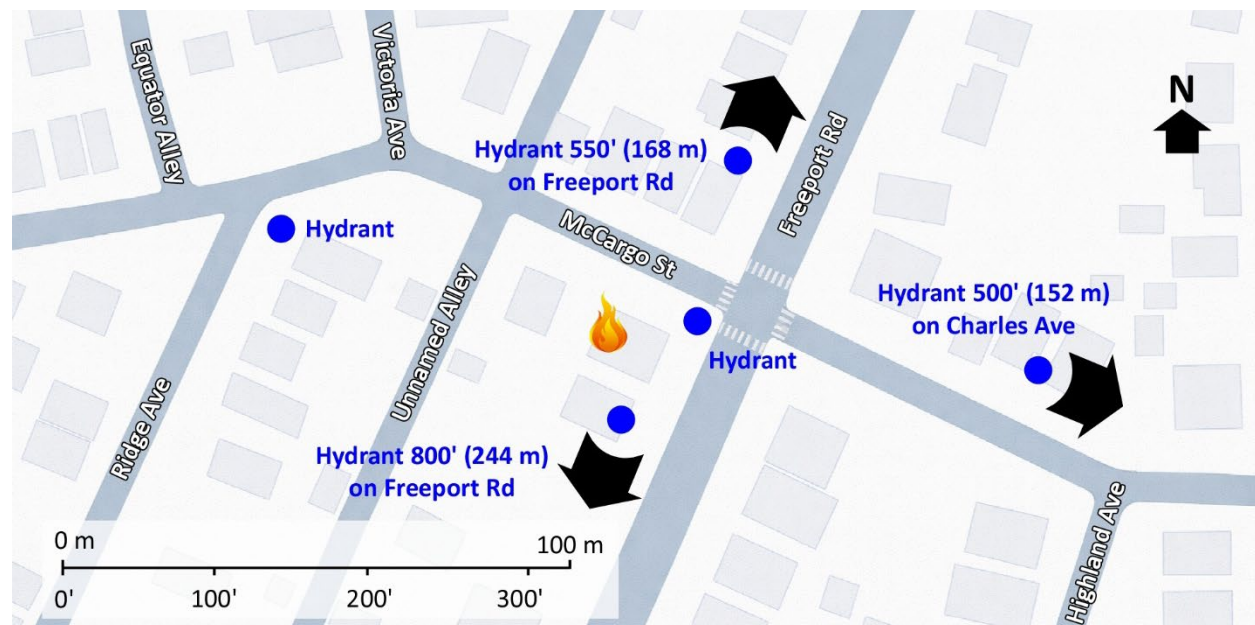 Equator Alley
Victoria Ave
Hydrant 550' (168 m)
on Freeport Rd
Freeport Rd
N
Hydrant
McCargo St
Hydrant 500' (152 m)
on Charles Ave
Hydrant
Unnamed Alley
Ridge Ave
Hydrant 800' (244 m)
on Freeport Rd
Highland Ave
0 m 100 m
0' 100' 200' 300'